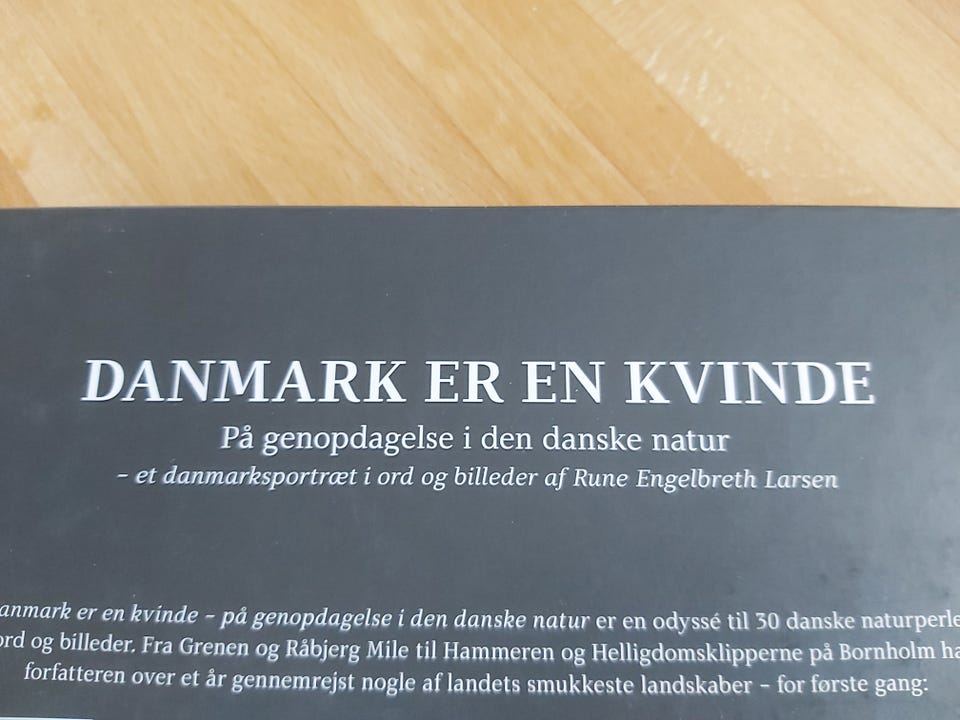 DANMARK ER EN KVINDE
På genopdagelse i den danske natur
– et danmarksportræt i ord og billeder af Rune Engelbreth Larsen
anmark er en kvinde – på genopdagelse i den danske natur er en odyssé til 30 danske naturperle
ord og billeder. Fra Grenen og Råbjerg Mile til Hammeren og Helligdomsklipperne på Bornholm ha
forfatteren over et år gennemrejst nogle af landets smukkeste landskaber – for første gang: